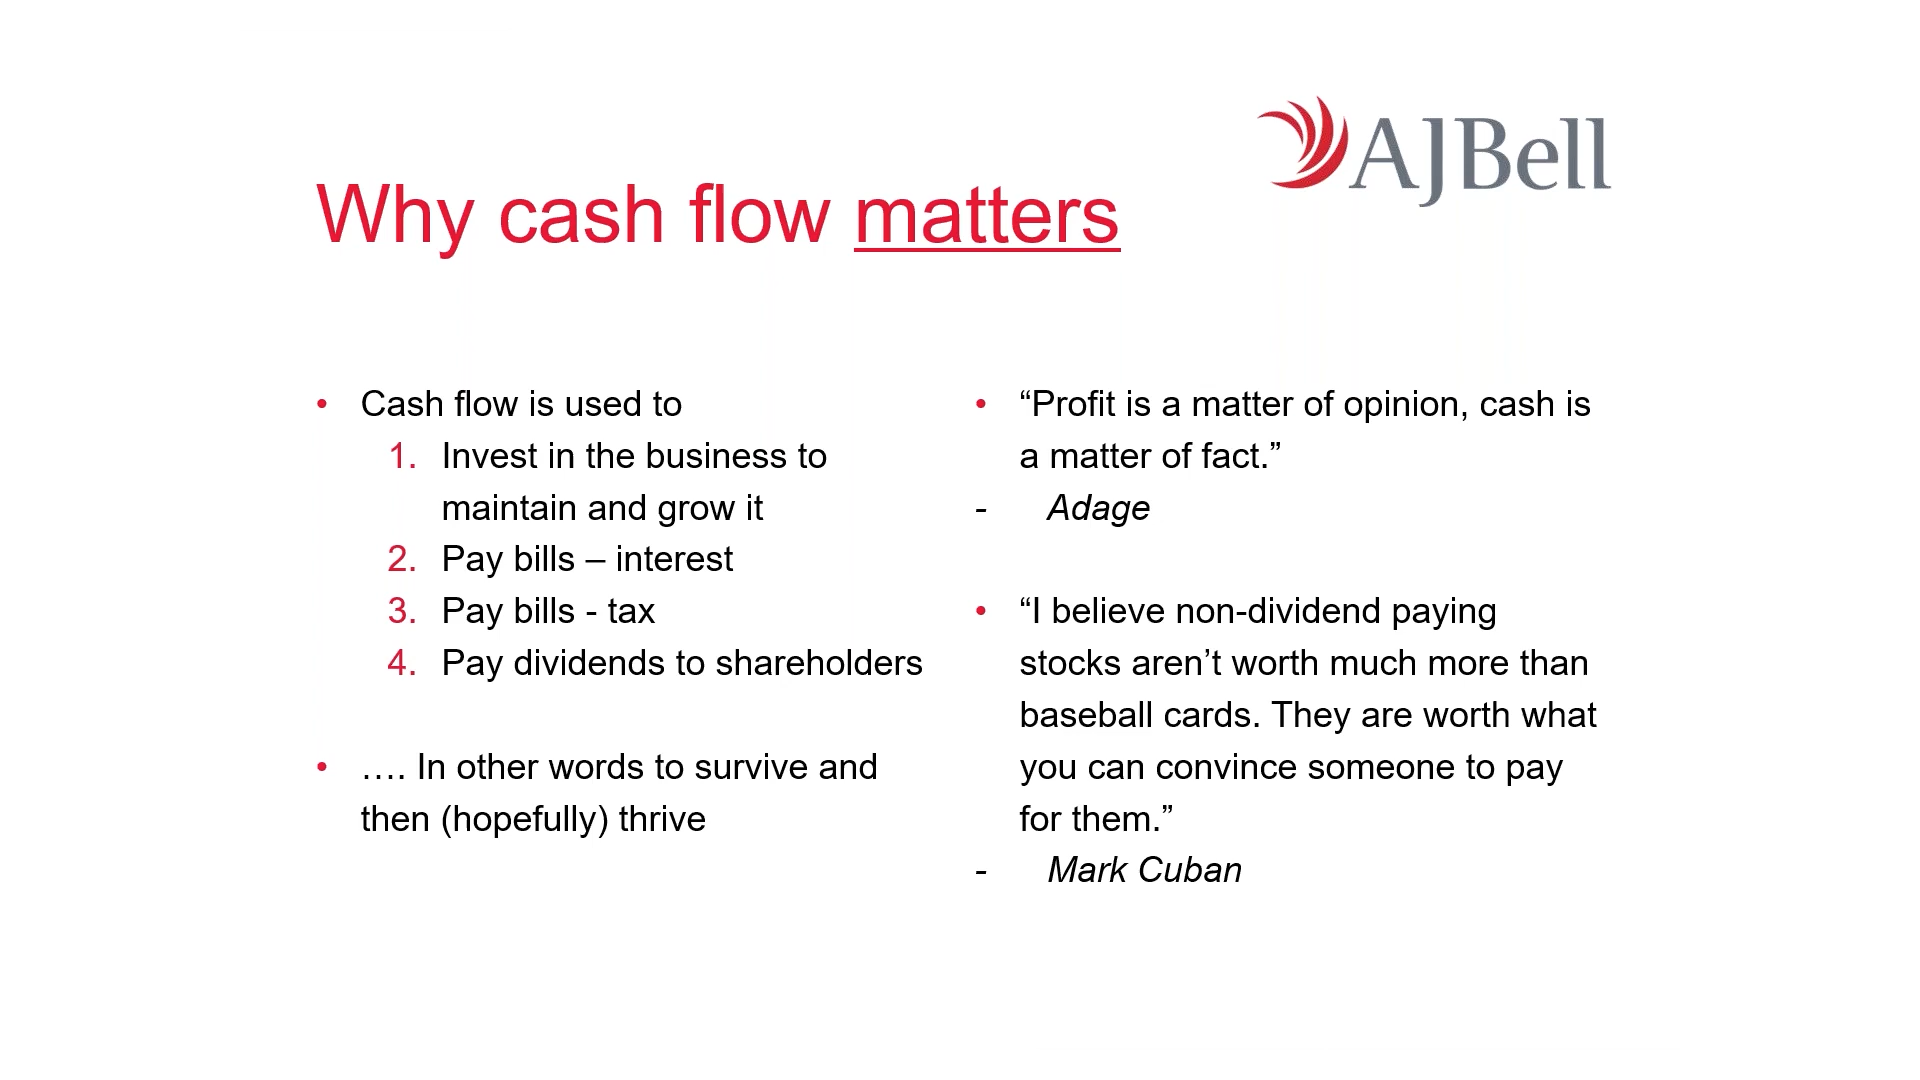 AJBell
Why cash flow matters
• Cash flow is used to
1. Invest in the business to
maintain and grow it
2. Pay bills – interest
3. Pay bills - tax
4. Pay dividends to shareholders
• …. In other words to survive and
then (hopefully) thrive
• “Profit is a matter of opinion, cash is
a matter of fact.”
- Adage
• “I believe non-dividend paying
stocks aren’t worth much more than
baseball cards. They are worth what
you can convince someone to pay
for them.”
- Mark Cuban